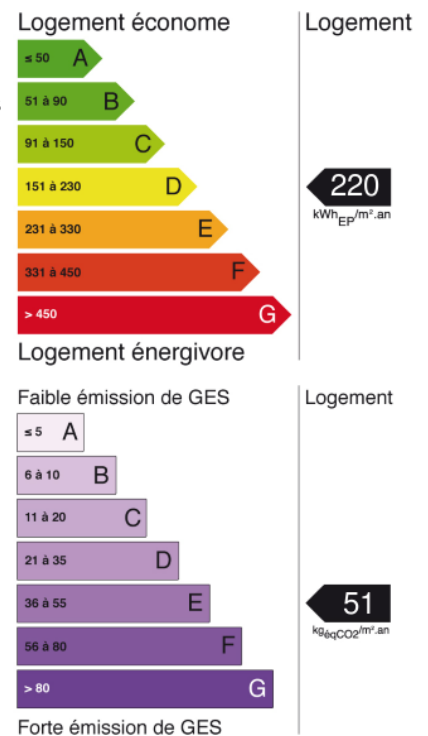 Logement économe
Logement
≤ 50 A
51 à 90 B
91 à 150 C
151 à 230 D
220
kWhEP/m².an
231 à 330 E
331 à 450 F
> 450 G
Logement énergivore
Faible émission de GES
Logement
≤ 5 A
6 à 10 B
11 à 20 C
21 à 35 D
36 à 55 E
51
kgéqCO2/m².an
56 à 80 F
> 80 G
Forte émission de GES